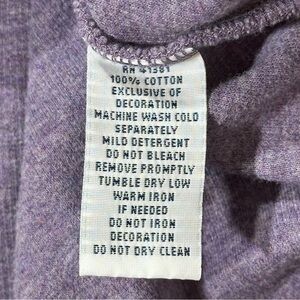 RN 41381
100% COTTON
EXCLUSIVE OF
DECORATION
MACHINE WASH COLD
SEPARATELY
MILD DETERGENT
DO NOT BLEACH
REMOVE PROMPTLY
TUMBLE DRY LOW
WARM IRON
IF NEEDED
DO NOT IRON
DECORATION
DO NOT DRY CLEAN